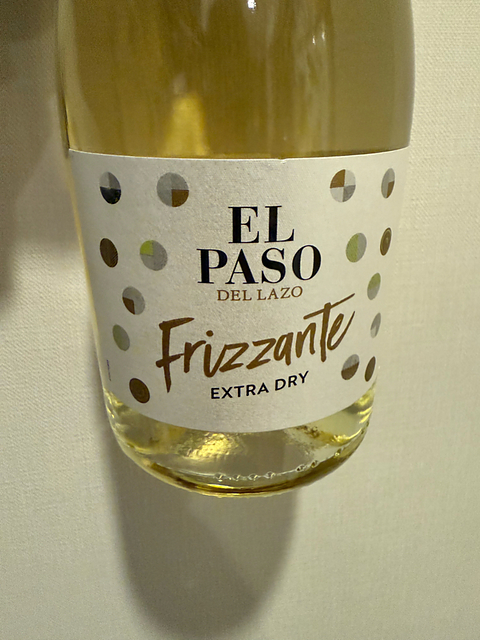 EL
PASO
DEL LAZO
Frizzante
EXTRA DRY